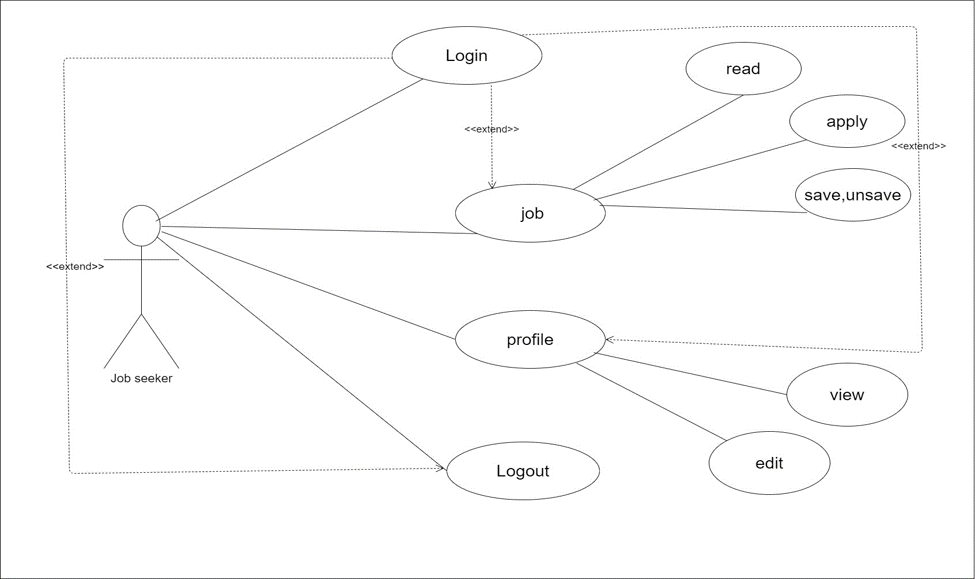 Login
read
apply
<<extend>>
<<extend>>
save,unsave
job
<<extend>>
profile
Job seeker
view
edit
Logout